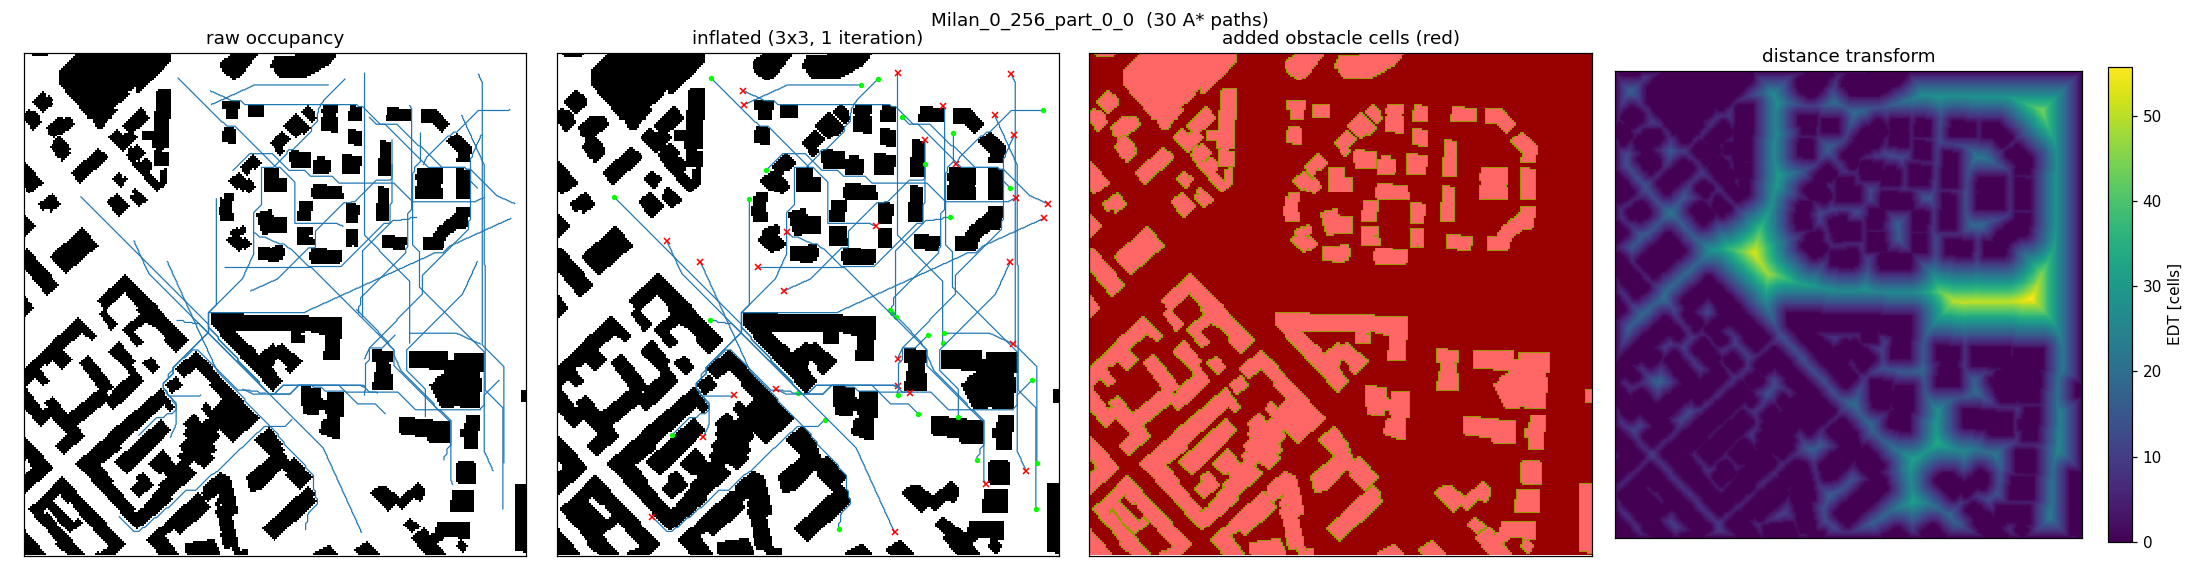 Milan_0_256_part_0_0 (30 A* paths)
raw occupancy
inflated (3x3, 1 iteration)
added obstacle cells (red)
distance transform
50
40
30
20
10
0
EDT [cells]